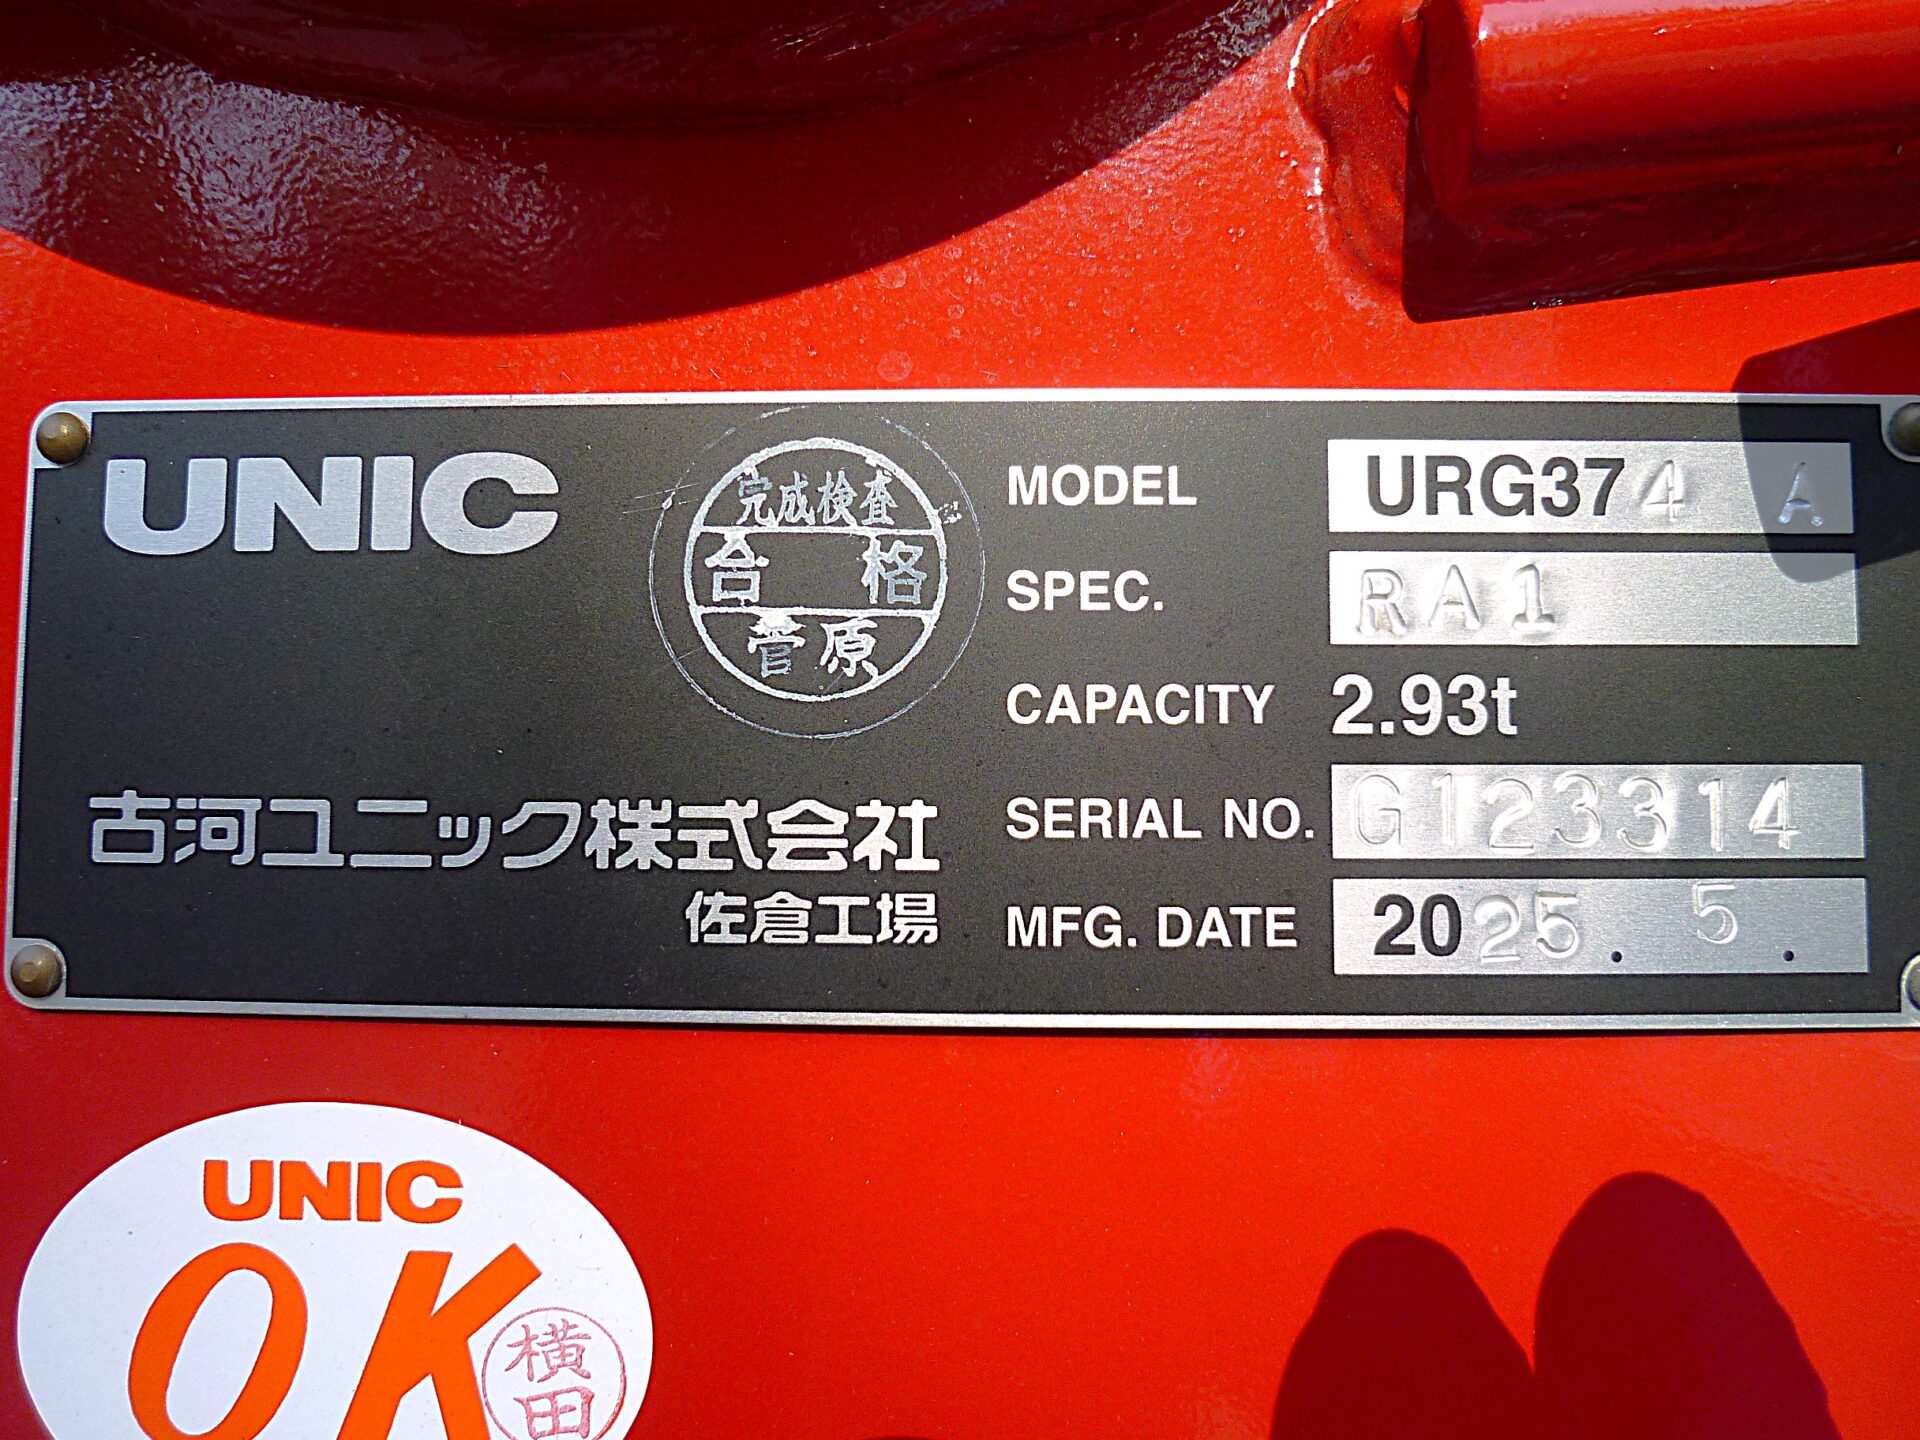 UNIC
完成検査
合格
菅原
古河ユニック株式会社
佐倉工場
MODEL URG374 A
SPEC. RA1
CAPACITY 2.93t
SERIAL NO. G123314
MFG. DATE 2025. 5.
UNIC
OK
横田